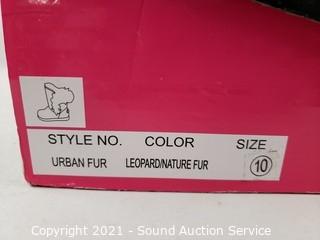 STYLE NO. COLOR SIZE
URBAN FUR LEOPARD/NATURE FUR 10
Copyright 2021 - Sound Auction Service